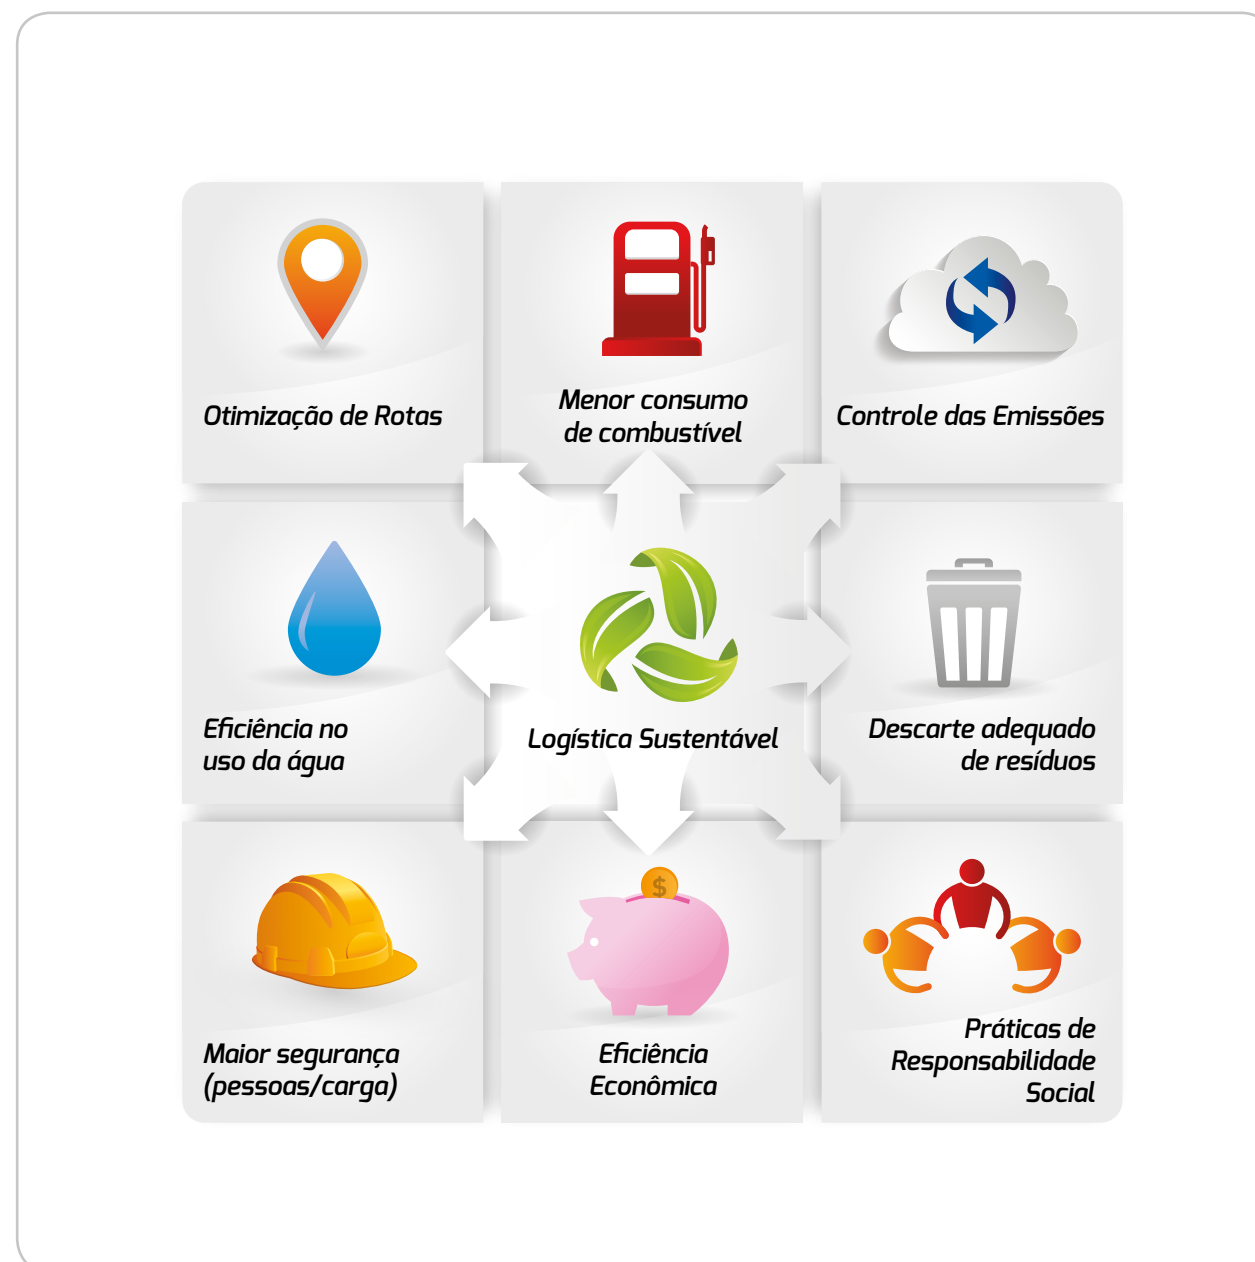 Otimização de Rotas
Menor consumo
de combustível
Controle das Emissões
Eficiência no
uso da água
Logística Sustentável
Descarte adequado
de resíduos
Maior segurança
(pessoas/carga)
$
Eficiência
Econômica
Práticas de
Responsabilidade
Social